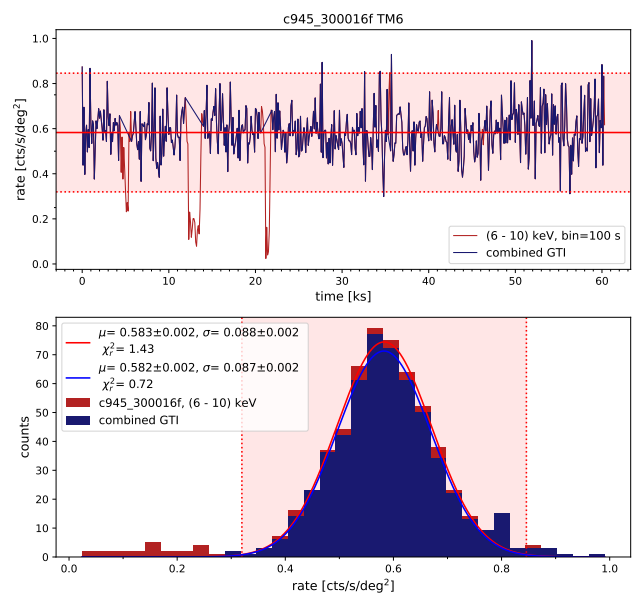 c945_300016f TM6
rate [cts/s/deg²]
1.0
0.8
0.6
0.4
0.2
0.0
(6 - 10) keV, bin=100 s
combined GTI
0 10 20 30 40 50 60
time [ks]
counts
80
70
60
50
40
30
20
10
0
μ= 0.583±0.002, σ= 0.088±0.002
χᵣ²= 1.43
μ= 0.582±0.002, σ= 0.087±0.002
χᵣ²= 0.72
c945_300016f, (6 - 10) keV
combined GTI
0.0 0.2 0.4 0.6 0.8 1.0
rate [cts/s/deg²]